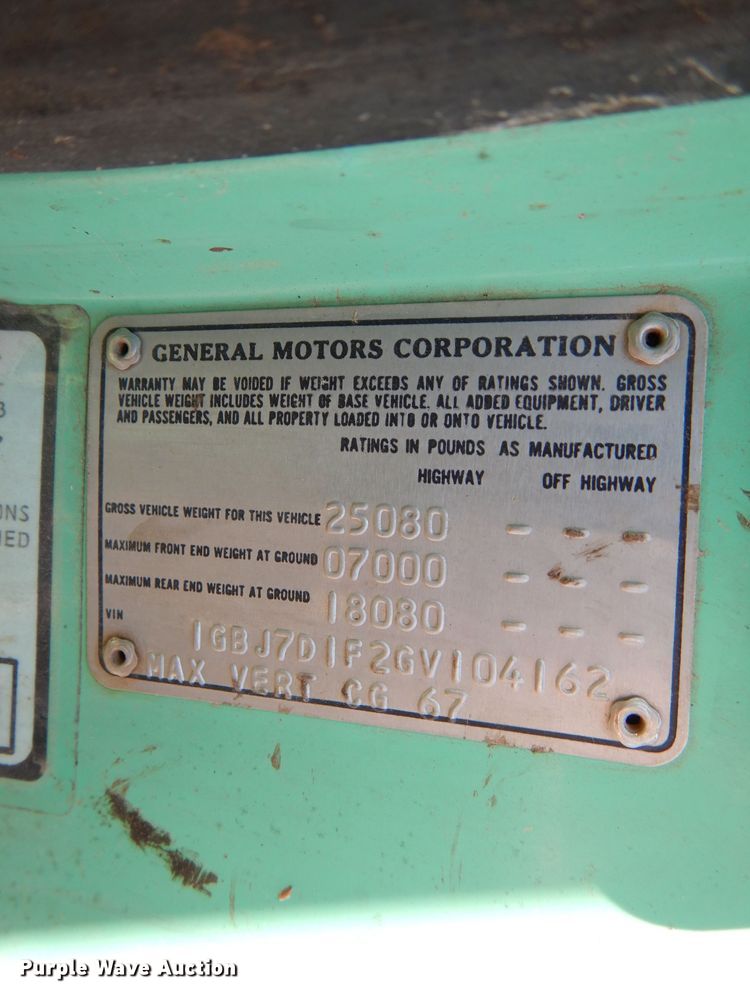 GENERAL MOTORS CORPORATION
WARRANTY MAY BE VOIDED IF WEIGHT EXCEEDS ANY OF RATINGS SHOWN. GROSS
VEHICLE WEIGHT INCLUDES WEIGHT OF BASE VEHICLE. ALL ADDED EQUIPMENT, DRIVER
AND PASSENGERS, AND ALL PROPERTY LOADED INTO OR ONTO VEHICLE.
RATINGS IN POUNDS AS MANUFACTURED
HIGHWAY OFF HIGHWAY
GROSS VEHICLE WEIGHT FOR THIS VEHICLE 25080 - - -
MAXIMUM FRONT END WEIGHT AT GROUND 07000 - - -
MAXIMUM REAR END WEIGHT AT GROUND 18080 - - -
VIN
1GBJ7D1F2GV104162
MAX VERT CG 67
Purple Wave Auction